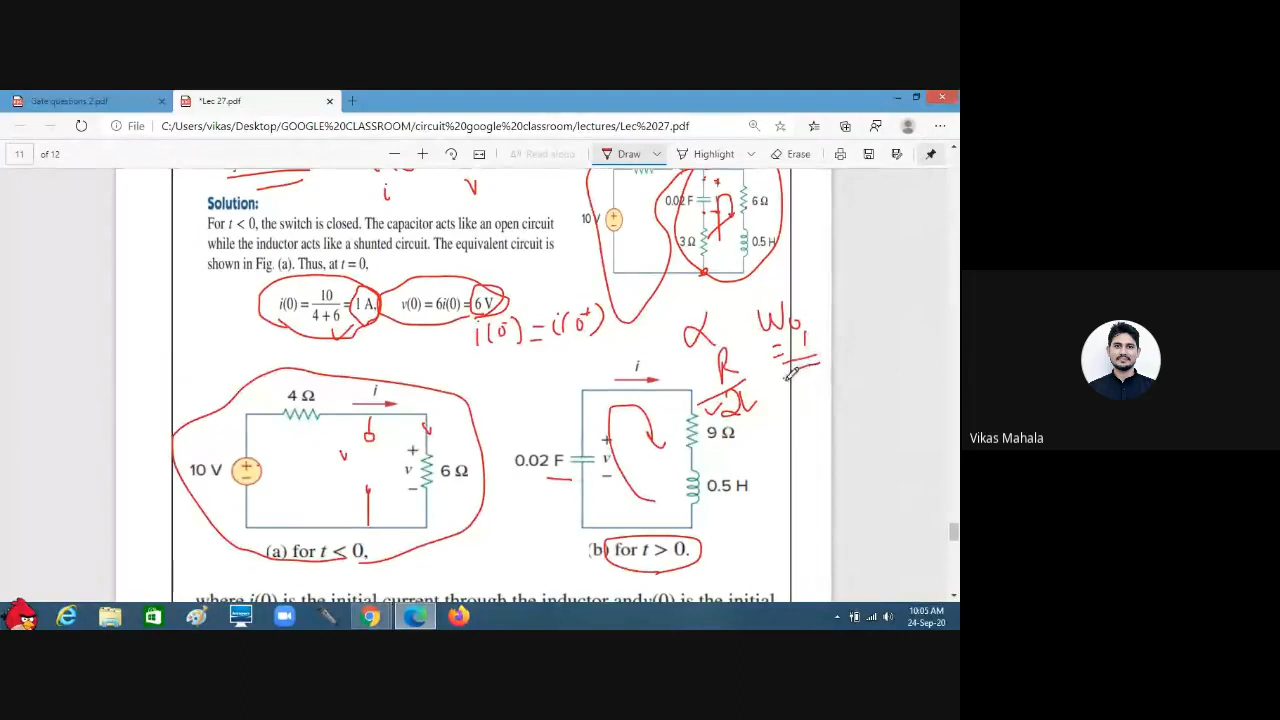 Gate questions 2.pdf
*Lec 27.pdf
File
C:/Users/vikas/Desktop/GOOGLE%20CLASSROOM/circuit%20google%20classroom/lectures/Lec%2027.pdf
11 of 12
Read aloud
Draw
Highlight
Erase
i
v
Solution:
For t < 0, the switch is closed. The capacitor acts like an open circuit
while the inductor acts like a shunted circuit. The equivalent circuit is
shown in Fig. (a). Thus, at t = 0,
i(0) = 10 / 4 + 6 = 1 A, v(0) = 6i(0) = 6 V
i(0⁻) = i(0⁺)
10 V
0.02 F
6 Ω
3 Ω
0.5 H
α
R
2L
W0,
=
4 Ω
i
10 V
+
v
−
6 Ω
v
(a) for t < 0,
i
0.02 F
+
v
−
9 Ω
0.5 H
(b) for t > 0.
where i(0) is the initial current through the inductor and v(0) is the initial
Vikas Mahala
10:05 AM
24-Sep-20